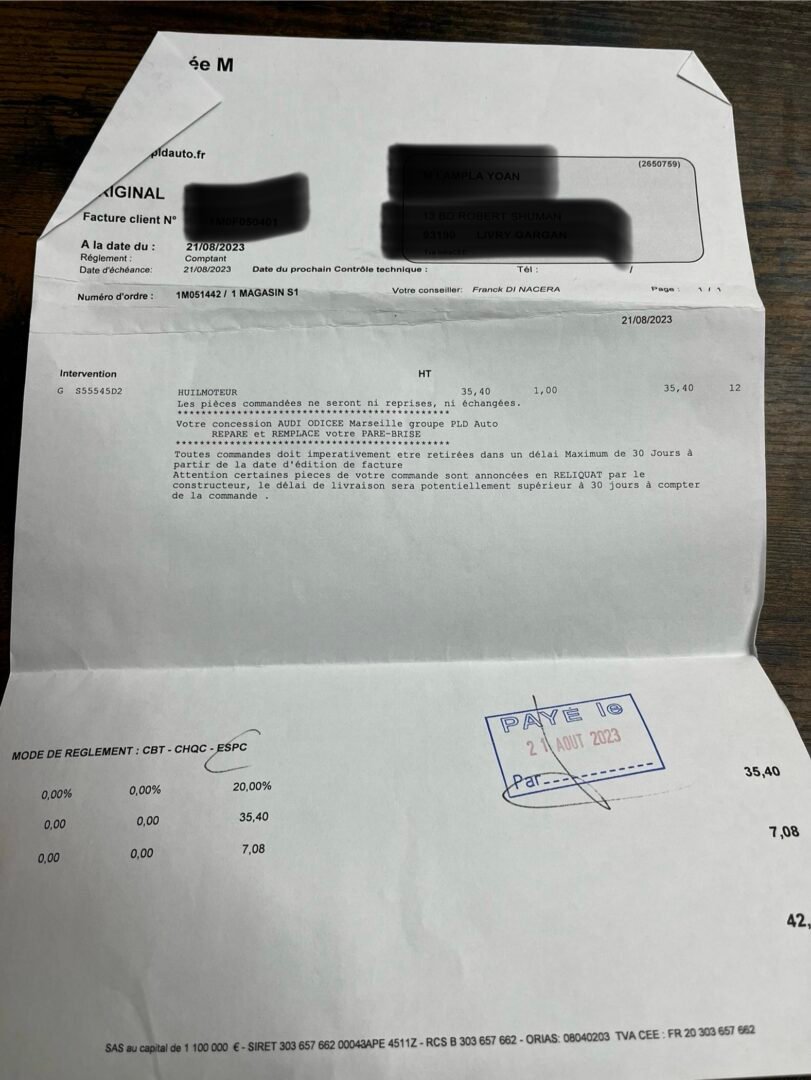 ée M
pldauto.fr
RIGINAL
(2650759)
Facture client N°
A la date du : 21/08/2023
Règlement : Comptant
Date d'échéance: 21/08/2023 Date du prochain Contrôle technique : Tél : /
Numéro d'ordre : 1M051442 / 1 MAGASIN S1 Votre conseiller: Franck DI NACERA Page : 1 / 1
21/08/2023
Intervention HT
G S55545D2 HUILMOTEUR 35,40 1,00 35,40 12
Les pièces commandées ne seront ni reprises, ni échangées.
**********************************************
Votre concession AUDI ODICEE Marseille groupe PLD Auto
REPARE et REMPLACE votre PARE-BRISE
**********************************************
Toutes commandes doit imperativement etre retirées dans un délai Maximum de 30 Jours à
partir de la date d'édition de facture
Attention certaines pieces de votre commande sont annoncées en RELIQUAT par le
constructeur, le délai de livraison sera potentiellement supérieur à 30 jours à compter
de la commande .
PAYÉ le
21 AOUT 2023
Par
MODE DE REGLEMENT : CBT - CHQC - ESPC
0,00% 0,00% 20,00% 35,40
0,00 0,00 35,40 7,08
0,00 0,00 7,08
42,
SAS au capital de 1 100 000 € - SIRET 303 657 662 00043APE 4511Z - RCS B 303 657 662 - ORIAS: 08040203 TVA CEE : FR 20 303 657 662